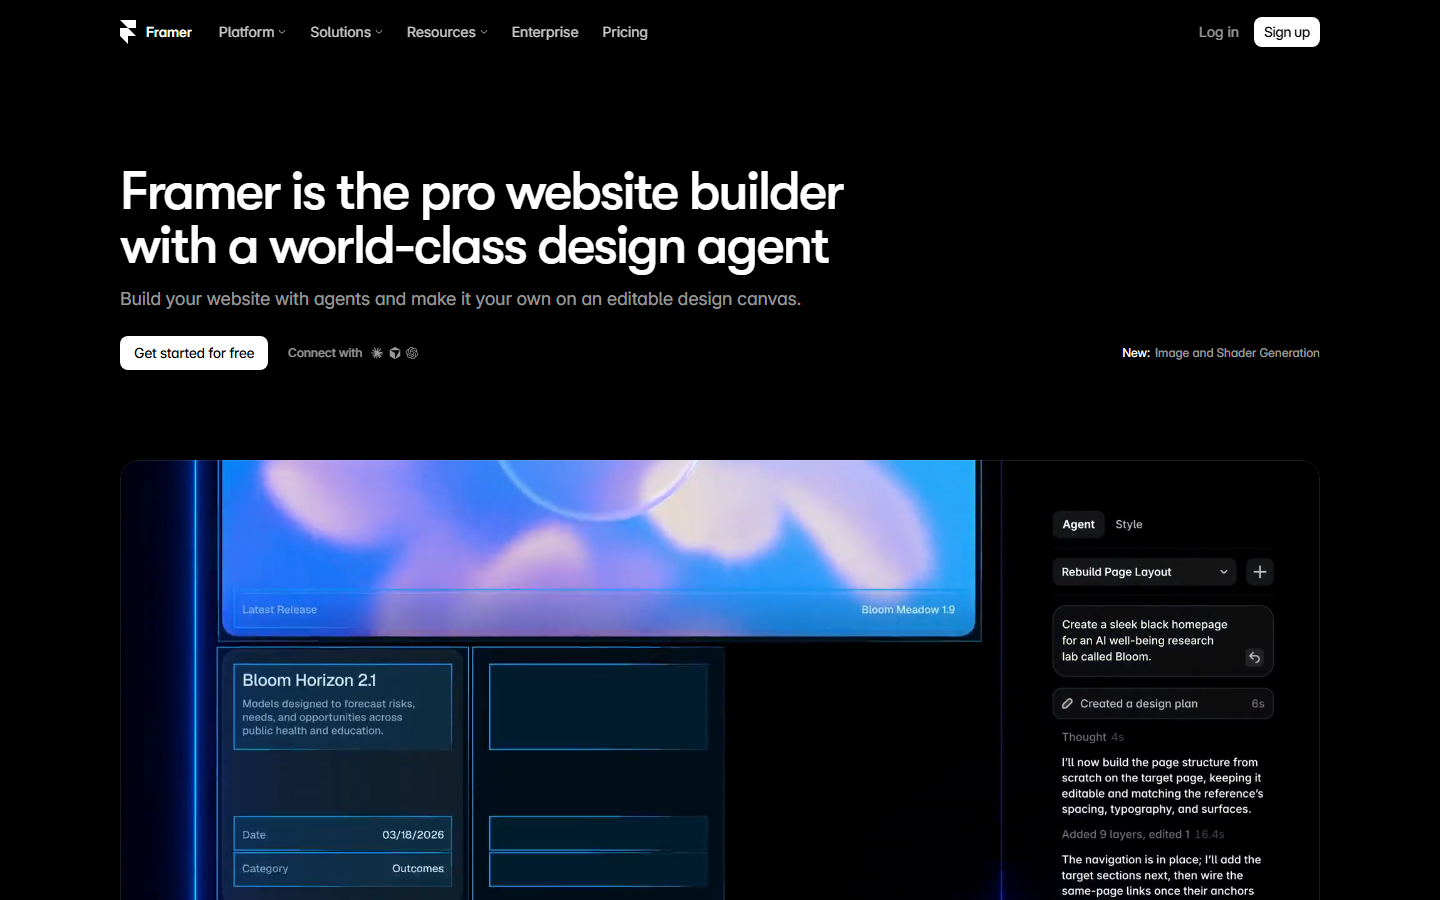 Framer
Platform
Solutions
Resources
Enterprise
Pricing
Log in
Sign up
Framer is the pro website builder
with a world-class design agent
Build your website with agents and make it your own on an editable design canvas.
Get started for free
Connect with
New: Image and Shader Generation
Latest Release
Bloom Meadow 1.9
Bloom Horizon 2.1
Models designed to forecast risks,
needs, and opportunities across
public health and education.
Date
03/18/2026
Category
Outcomes
Agent
Style
Rebuild Page Layout
Create a sleek black homepage
for an AI well-being research
lab called Bloom.
Created a design plan
6s
Thought 4s
I'll now build the page structure from
scratch on the target page, keeping it
editable and matching the reference's
spacing, typography, and surfaces.
Added 9 layers, edited 1 16.4s
The navigation is in place; I'll add the
target sections next, then wire the
same-page links once their anchors